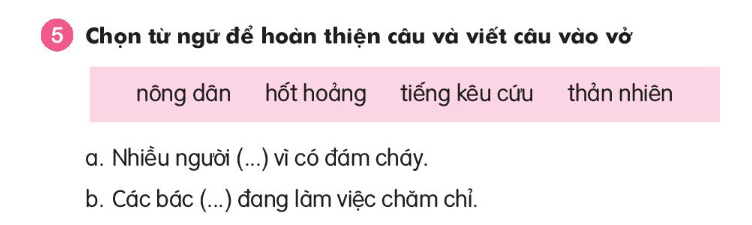 5 Chọn từ ngữ để hoàn thiện câu và viết câu vào vở
nông dân hốt hoảng tiếng kêu cứu thản nhiên
a. Nhiều người (...) vì có đám cháy.
b. Các bác (...) đang làm việc chăm chỉ.